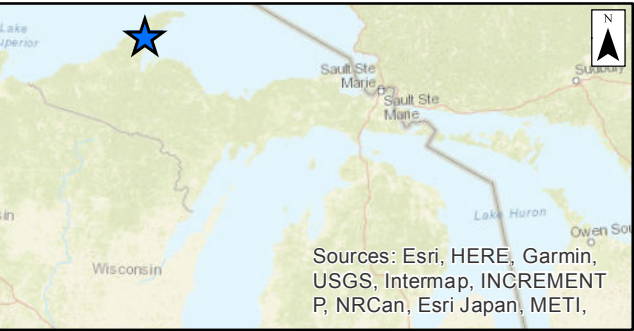 N
Lake
uperior
Sault Ste
Marie
Sudbury
Sault Ste
Marie
sin
Lake Huron
Owen Sou
Wisconsin
Sources: Esri, HERE, Garmin,
USGS, Intermap, INCREMENT
P, NRCan, Esri Japan, METI,